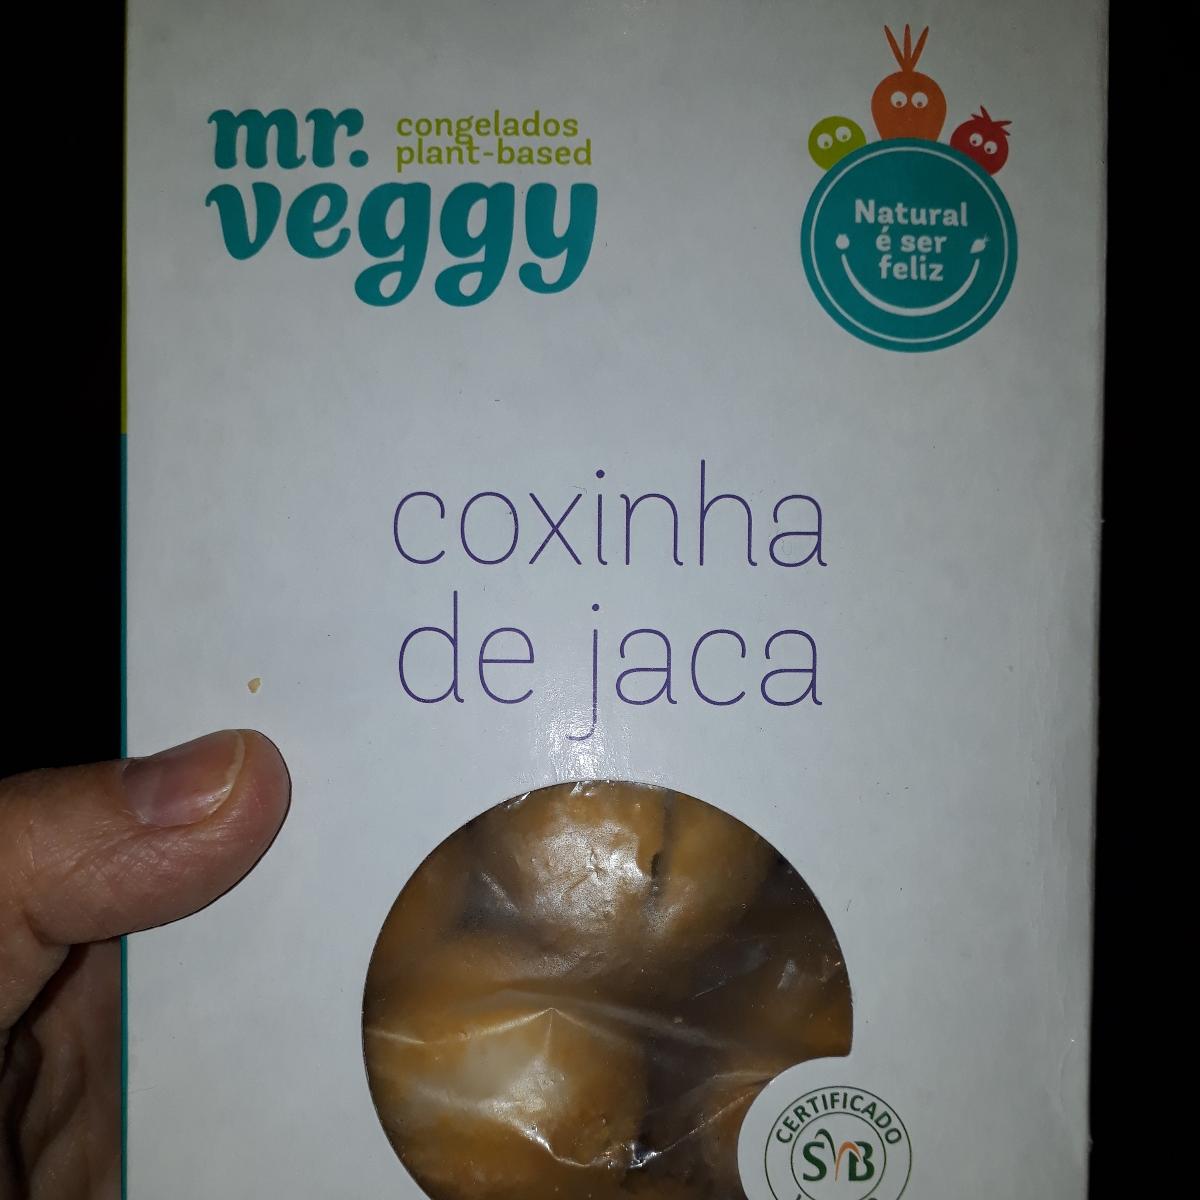 mr. congelados
plant-based
veggy
Natural
é ser
feliz
coxinha
de jaca
CERTIFICADO
SVB